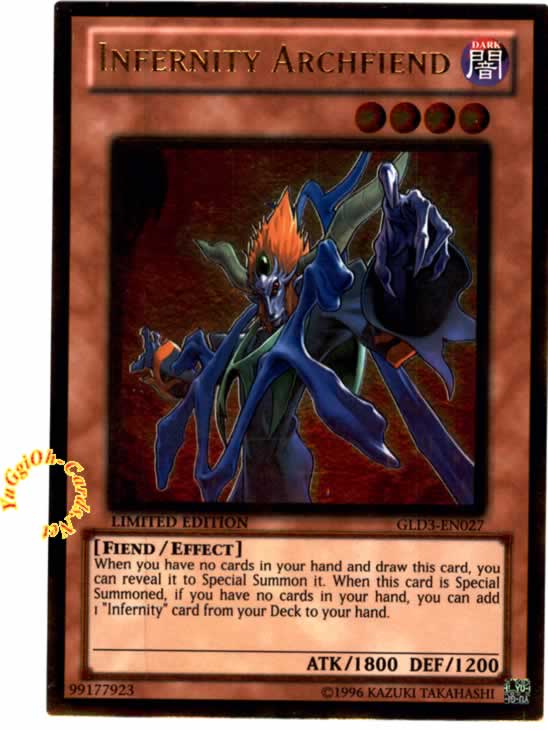 INFERNITY ARCHFIEND
DARK
闇
LIMITED EDITION
GLD3-EN027
[FIEND / EFFECT]
When you have no cards in your hand and draw this card, you
can reveal it to Special Summon it. When this card is Special
Summoned, if you have no cards in your hand, you can add
1 "Infernity" card from your Deck to your hand.
ATK/1800 DEF/1200
99177923
©1996 KAZUKI TAKAHASHI
YuGgiOh-Cards.Net